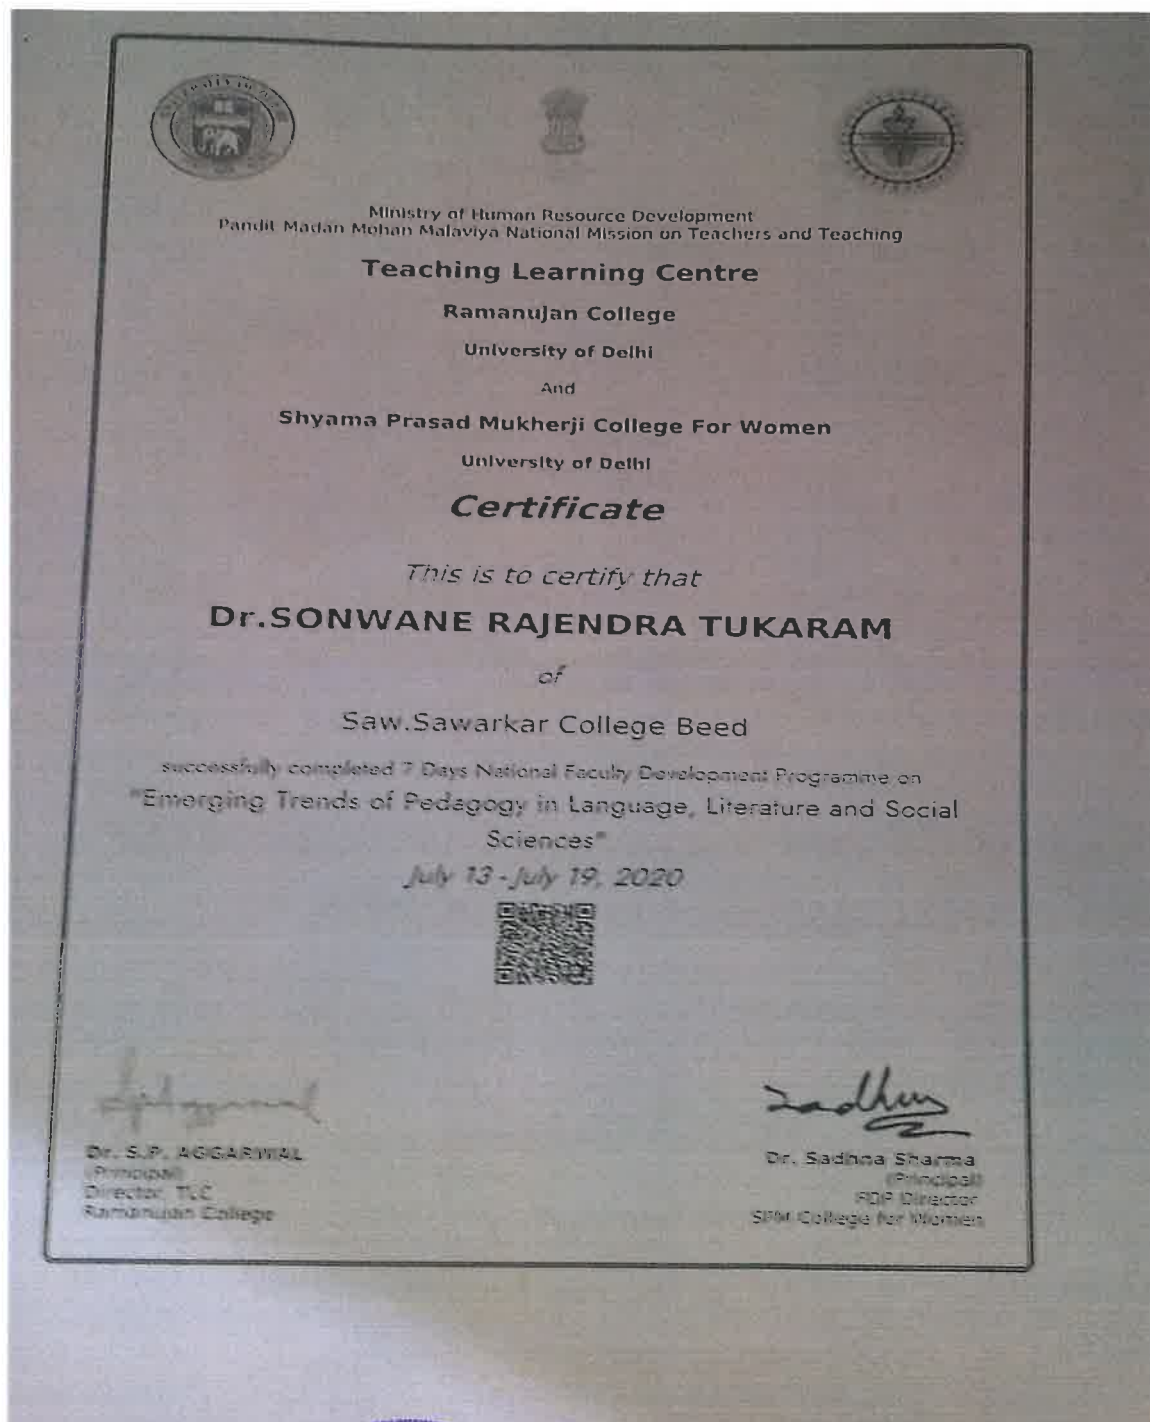 Ministry of Human Resource Development
Pandit Madan Mohan Malaviya National Mission on Teachers and Teaching
Teaching Learning Centre
Ramanujan College
University of Delhi
And
Shyama Prasad Mukherji College For Women
University of Delhi
Certificate
This is to certify that
Dr.SONWANE RAJENDRA TUKARAM
of
Saw.Sawarkar College Beed
successfully completed 7 Days National Faculty Development Programme on
"Emerging Trends of Pedagogy in Language, Literature and Social
Sciences"
July 13 - July 19, 2020
Dr. S.P. AGGARWAL
(Principal)
Director, TLC
Ramanujan College
Sadhna
Dr. Sadhna Sharma
(Principal)
FDP Director
SPM College for Women